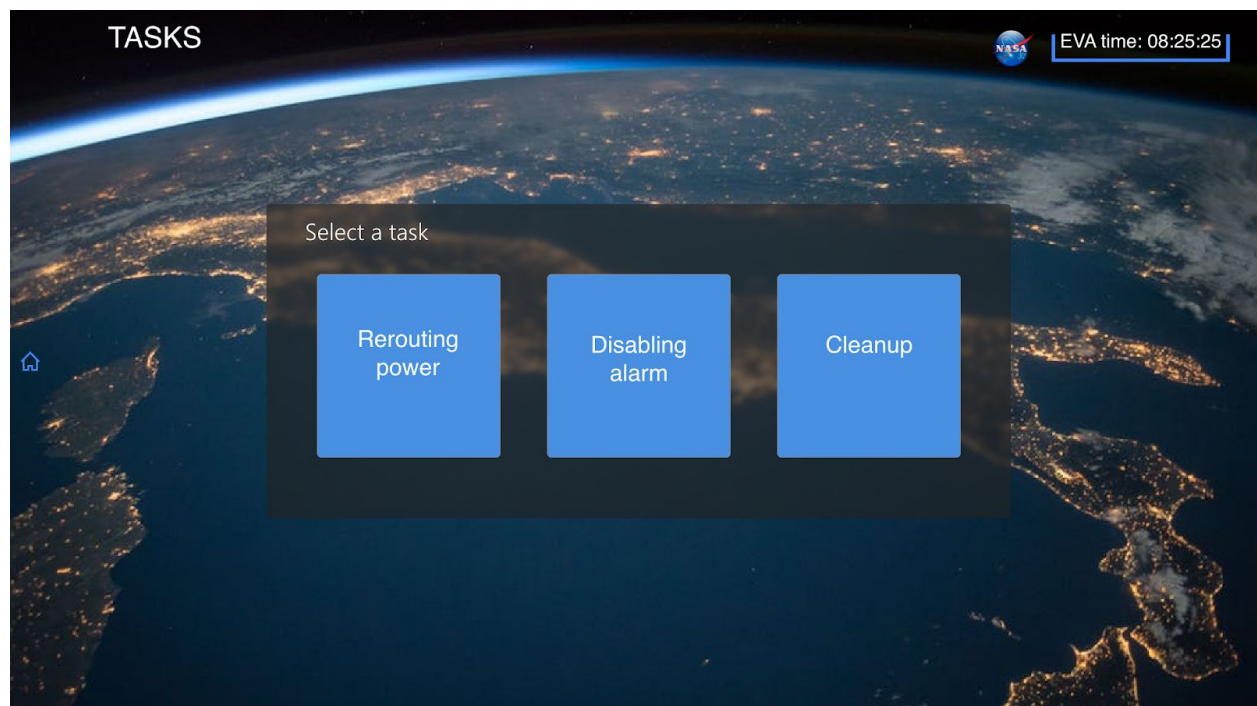 TASKS
NASA
EVA time: 08:25:25
Select a task
Rerouting
power
Disabling
alarm
Cleanup